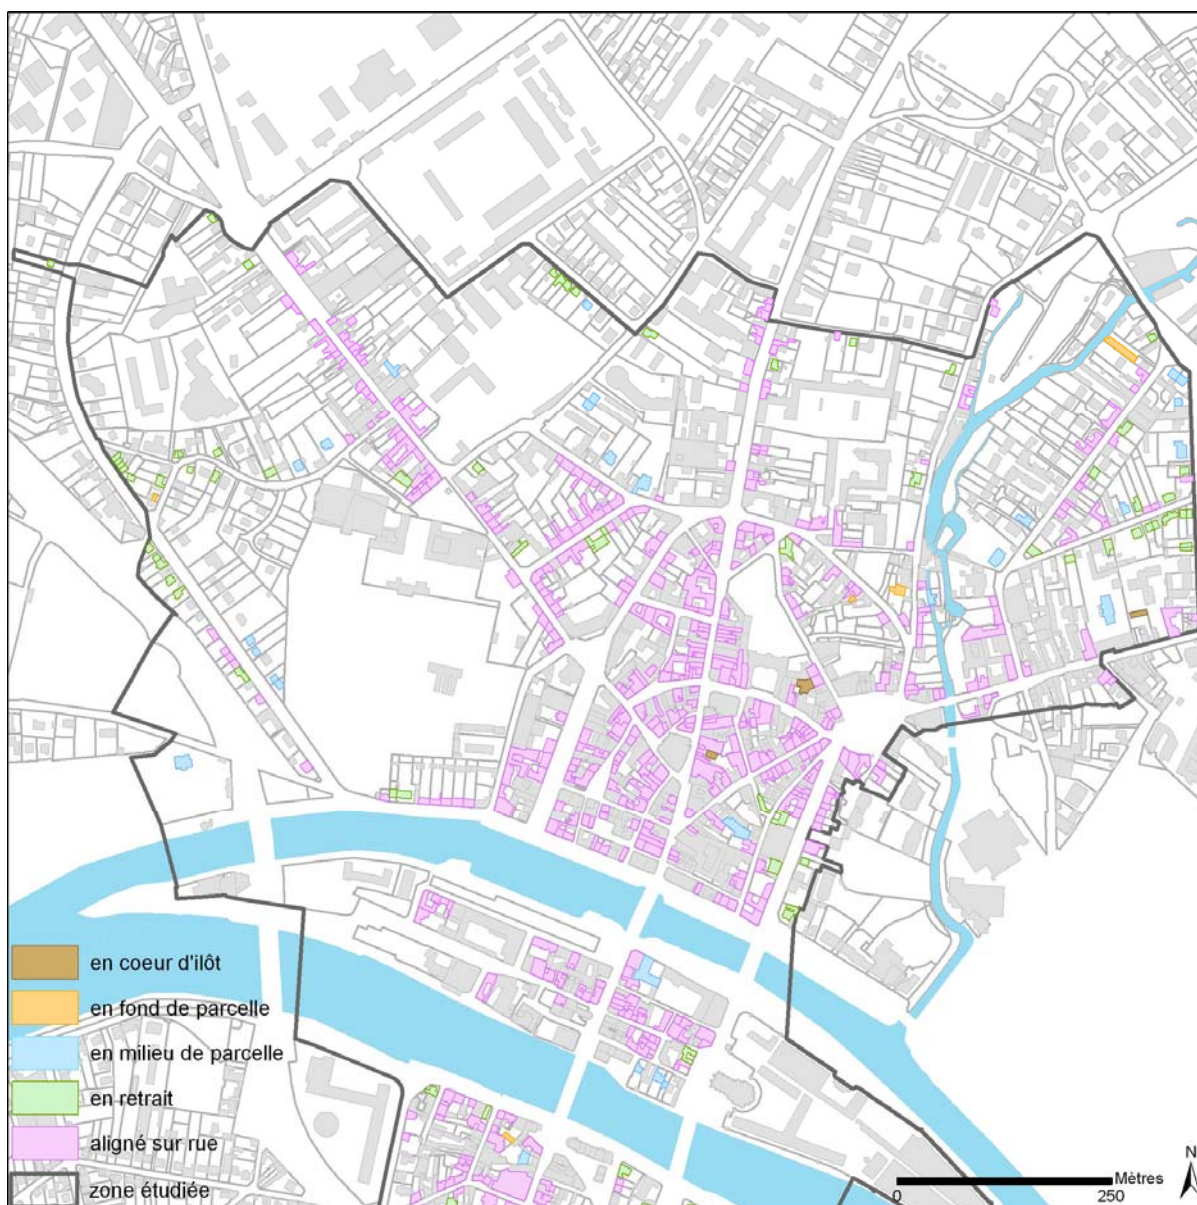 en coeur d'ilôt
en fond de parcelle
en milieu de parcelle
en retrait
aligné sur rue
zone étudiée
N
Mètres
0 250